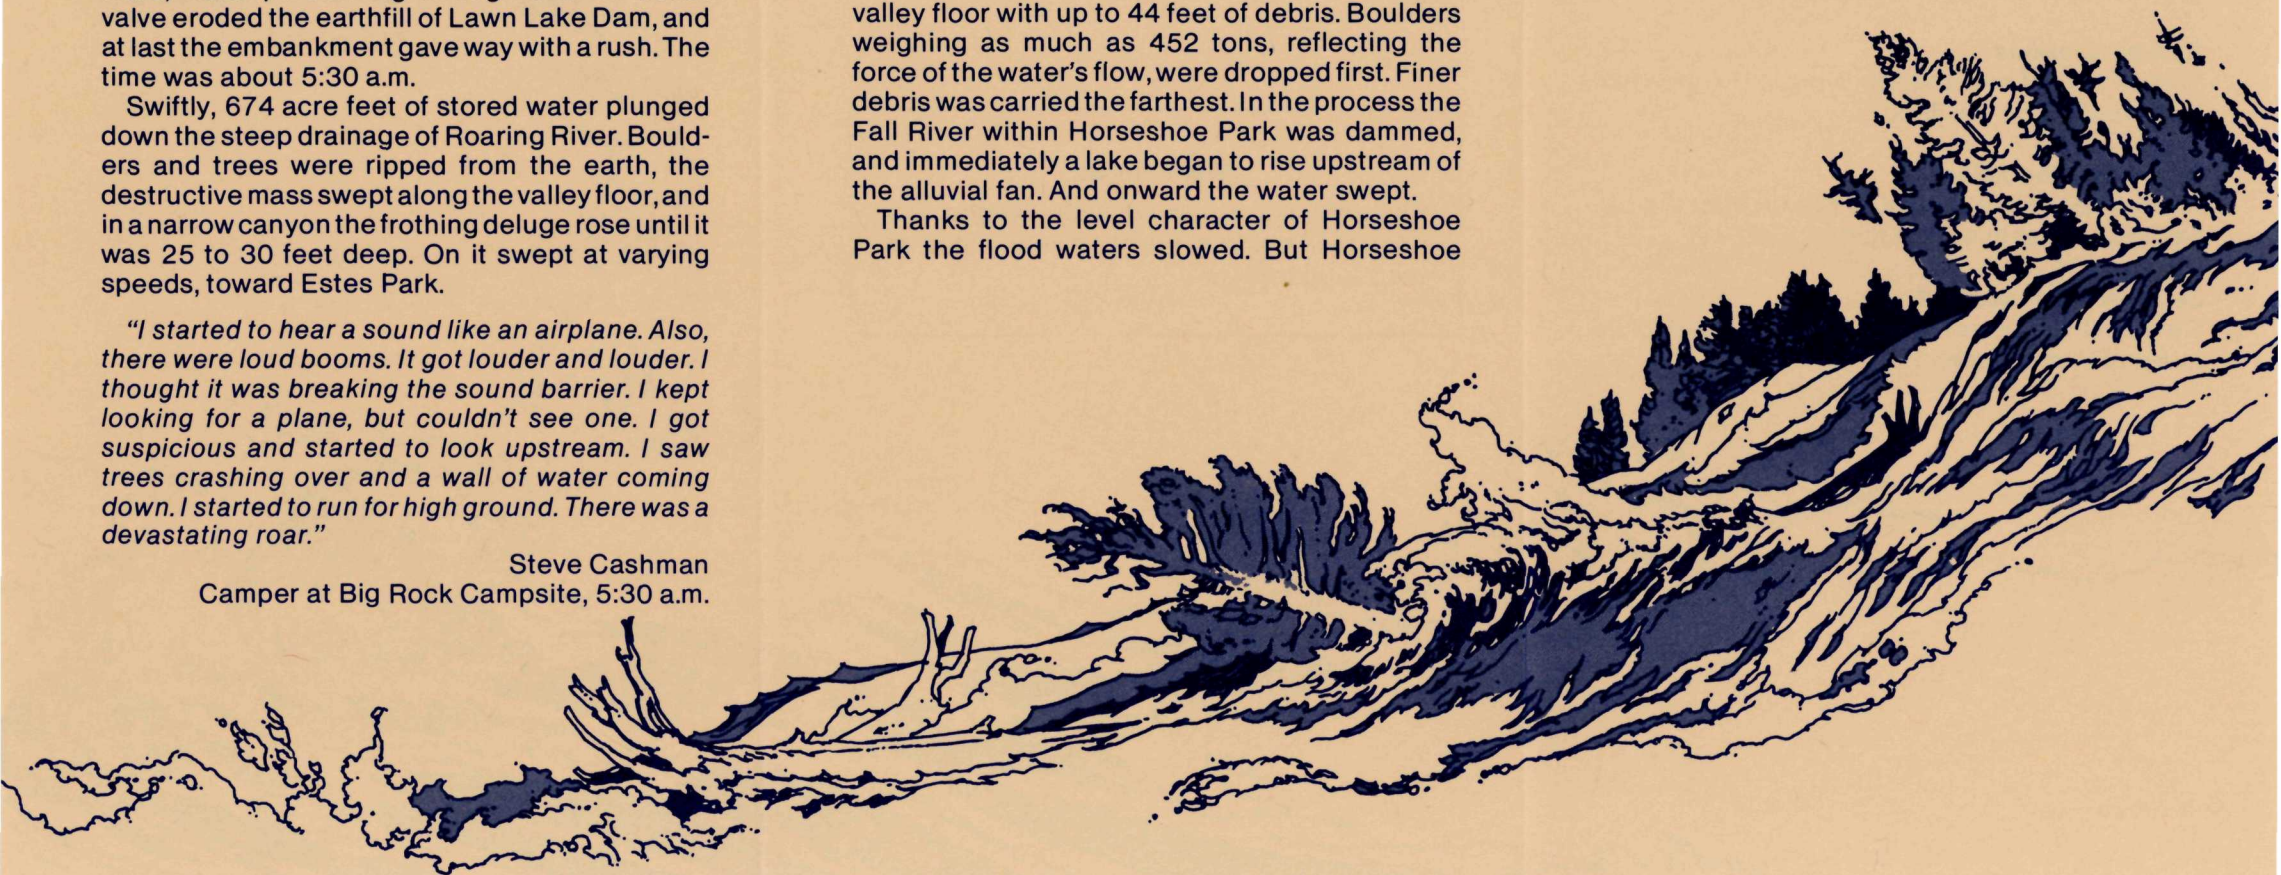 valve eroded the earthfill of Lawn Lake Dam, and
at last the embankment gave way with a rush. The
time was about 5:30 a.m.
Swiftly, 674 acre feet of stored water plunged
down the steep drainage of Roaring River. Bould-
ers and trees were ripped from the earth, the
destructive mass swept along the valley floor, and
in a narrow canyon the frothing deluge rose until it
was 25 to 30 feet deep. On it swept at varying
speeds, toward Estes Park.
"I started to hear a sound like an airplane. Also,
there were loud booms. It got louder and louder. I
thought it was breaking the sound barrier. I kept
looking for a plane, but couldn't see one. I got
suspicious and started to look upstream. I saw
trees crashing over and a wall of water coming
down. I started to run for high ground. There was a
devastating roar."
Steve Cashman
Camper at Big Rock Campsite, 5:30 a.m.
valley floor with up to 44 feet of debris. Boulders
weighing as much as 452 tons, reflecting the
force of the water's flow, were dropped first. Finer
debris was carried the farthest. In the process the
Fall River within Horseshoe Park was dammed,
and immediately a lake began to rise upstream of
the alluvial fan. And onward the water swept.
Thanks to the level character of Horseshoe
Park the flood waters slowed. But Horseshoe